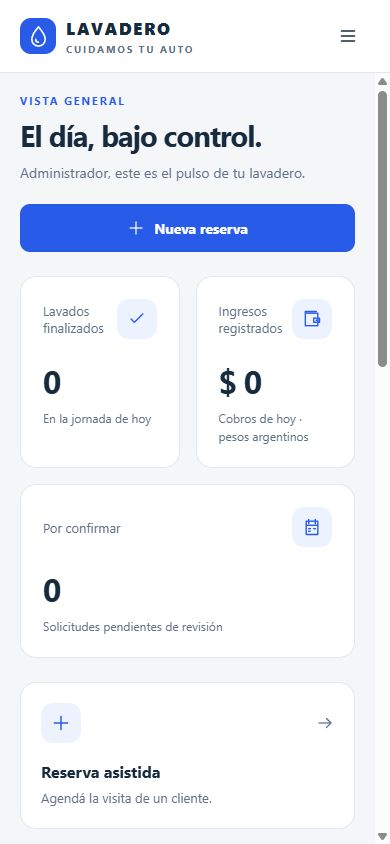 LAVADERO
CUIDAMOS TU AUTO
VISTA GENERAL
El día, bajo control.
Administrador, este es el pulso de tu lavadero.
Nueva reserva
Lavados
finalizados
0
En la jornada de hoy
Ingresos
registrados
$ 0
Cobros de hoy ·
pesos argentinos
Por confirmar
0
Solicitudes pendientes de revisión
Reserva asistida
Agendá la visita de un cliente.